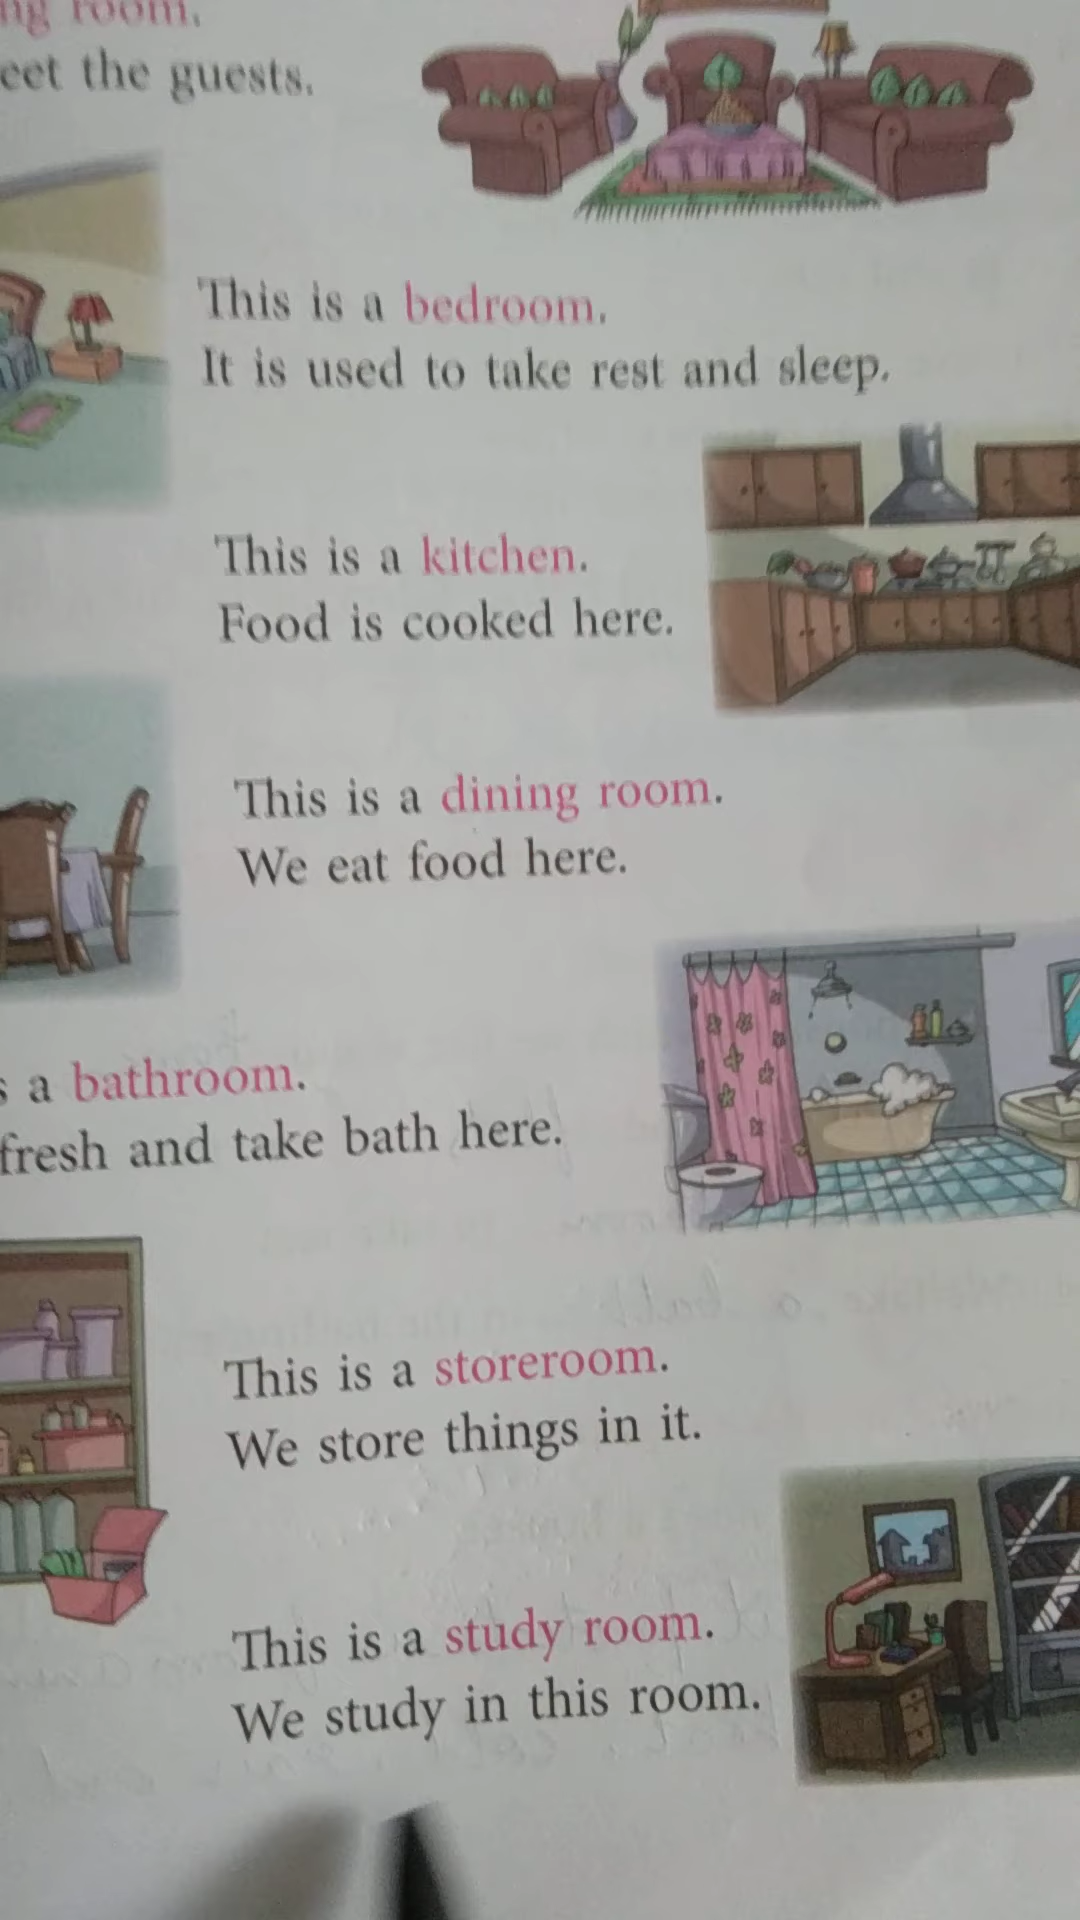 room.
the guests.
This is a bedroom.
It is used to take rest and sleep.
This is a kitchen.
Food is cooked here.
This is a dining room.
We eat food here.
a bathroom.
fresh and take bath here.
This is a storeroom.
We store things in it.
This is a study room.
We study in this room.